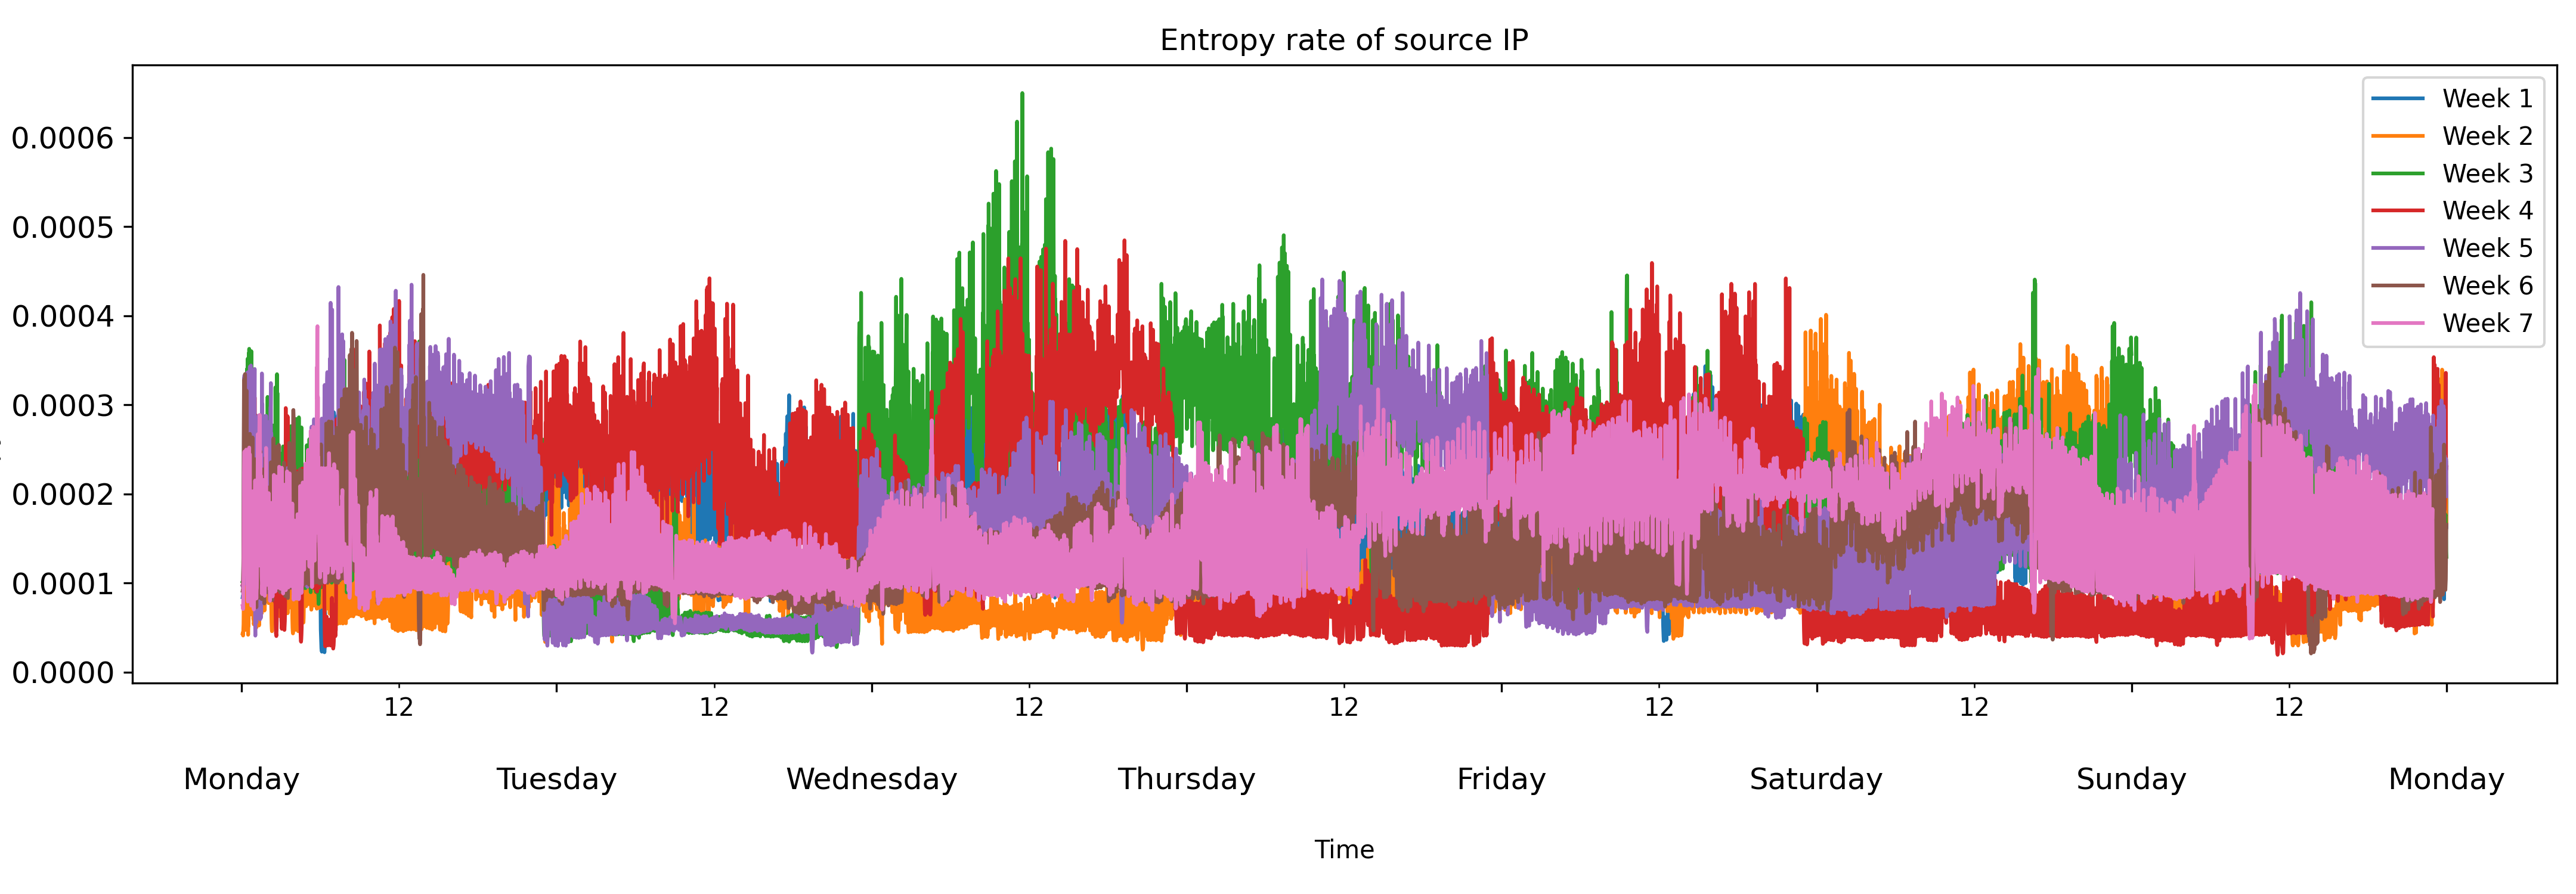 Entropy rate of source IP
0.0006
0.0005
0.0004
0.0003
0.0002
0.0001
0.0000
Week 1
Week 2
Week 3
Week 4
Week 5
Week 6
Week 7
12 12 12 12 12 12 12
Monday Tuesday Wednesday Thursday Friday Saturday Sunday Monday
Time